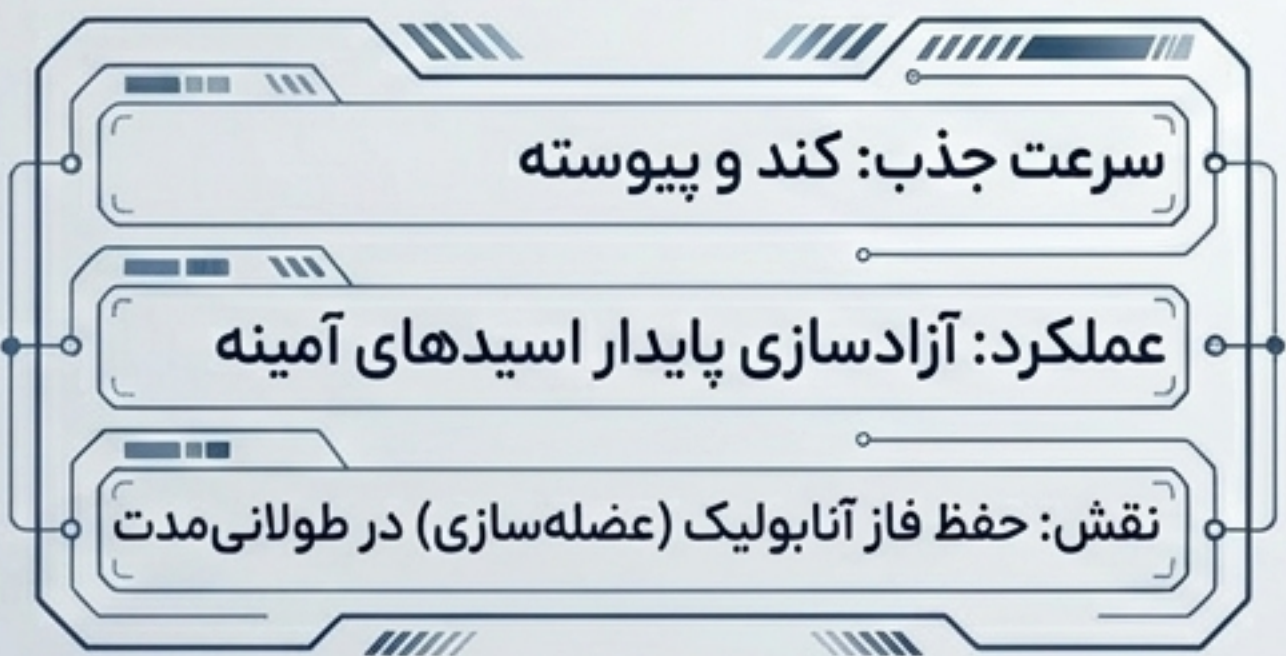 سرعت جذب: کند و پیوسته
عملکرد: آزادسازی پایدار اسیدهای آمینه
نقش: حفظ فاز آنابولیک (عضله‌سازی) در طولانی‌مدت